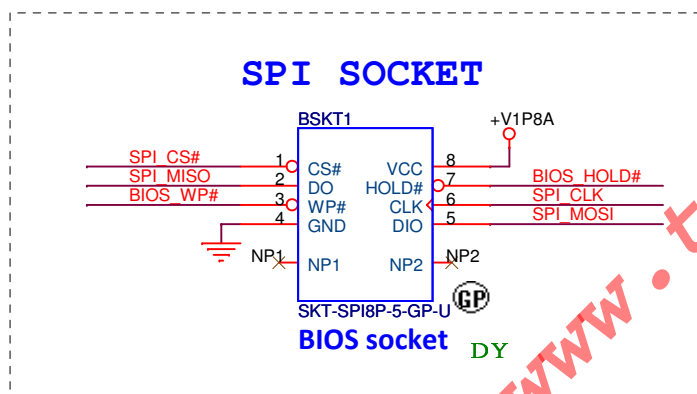 SPI SOCKET
BSKT1
+V1P8A
SPI_CS# 1 CS# VCC 8
SPI_MISO 2 DO HOLD# 7 BIOS_HOLD#
BIOS_WP# 3 WP# CLK 6 SPI_CLK
4 GND DIO 5 SPI_MOSI
NP1 NP1 NP2 NP2
SKT-SPI8P-5-GP-U GP
BIOS socket DY
www.t